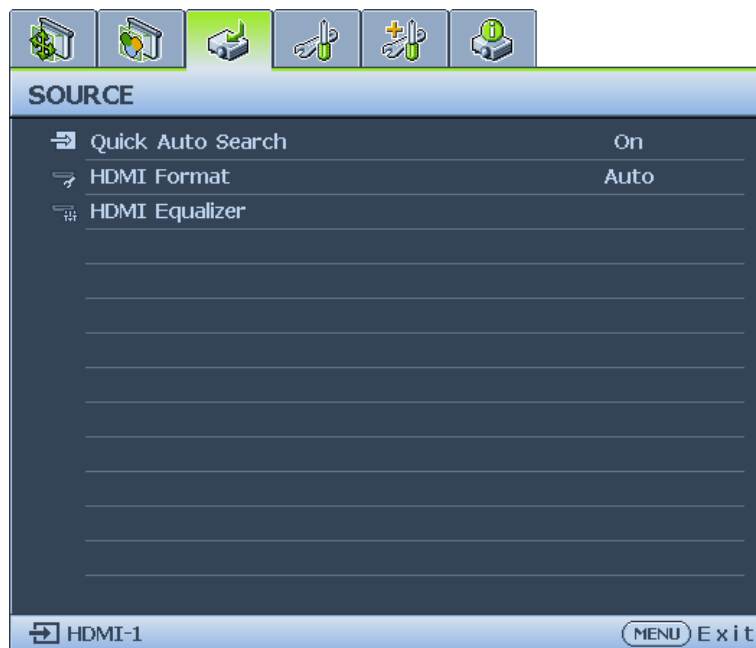 SOURCE
Quick Auto Search On
HDMI Format Auto
HDMI Equalizer
HDMI-1 MENU Exit